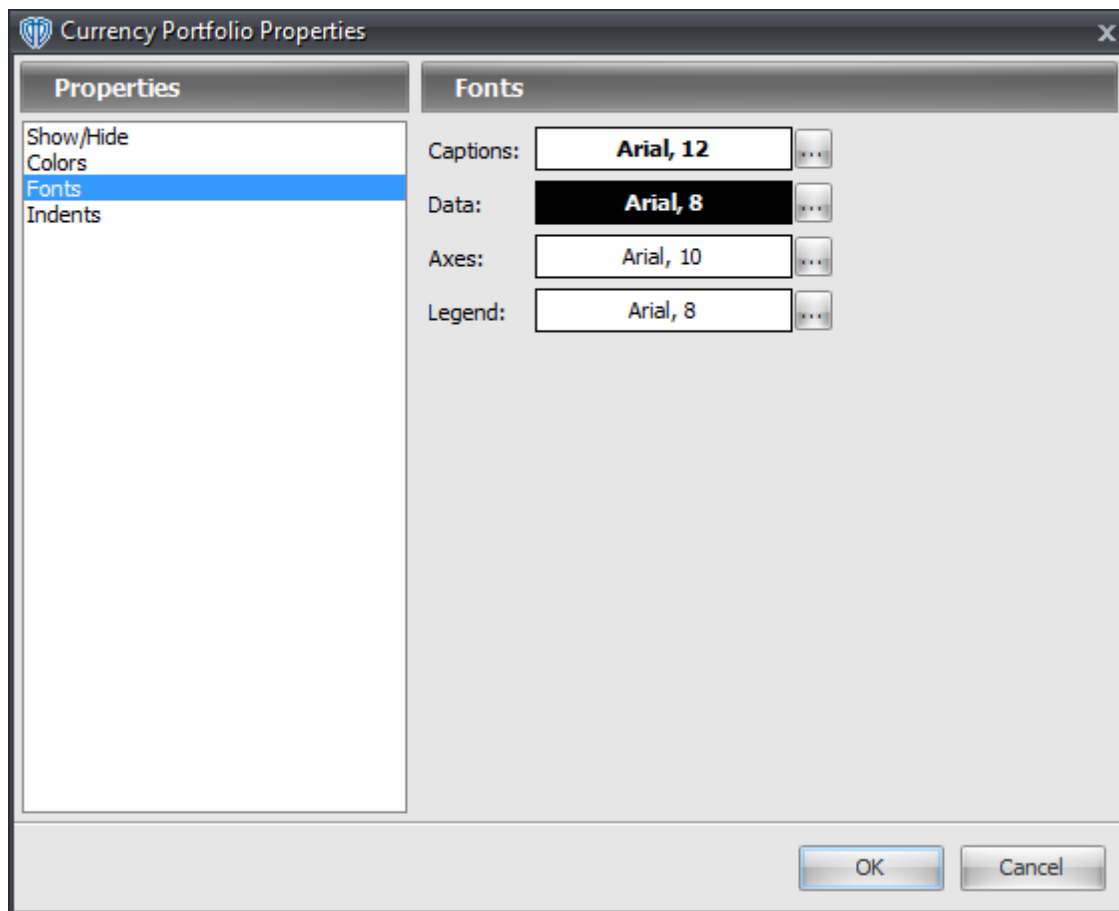 Currency Portfolio Properties
x
Properties
Fonts
Show/Hide
Colors
Fonts
Indents
Captions: Arial, 12 ...
Data: Arial, 8 ...
Axes: Arial, 10 ...
Legend: Arial, 8 ...
OK Cancel